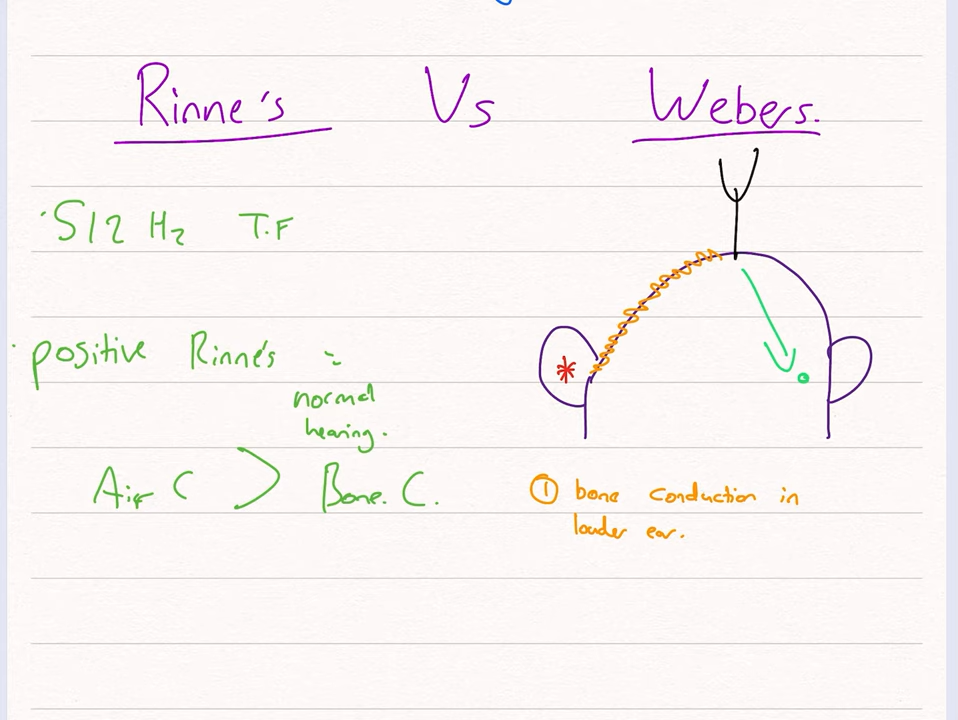 Rinne's Vs Webers.
· 512 Hz T.F
· positive Rinne's =
normal
hearing.
Air C > Bone. C.
*
① bone conduction in
louder ear.